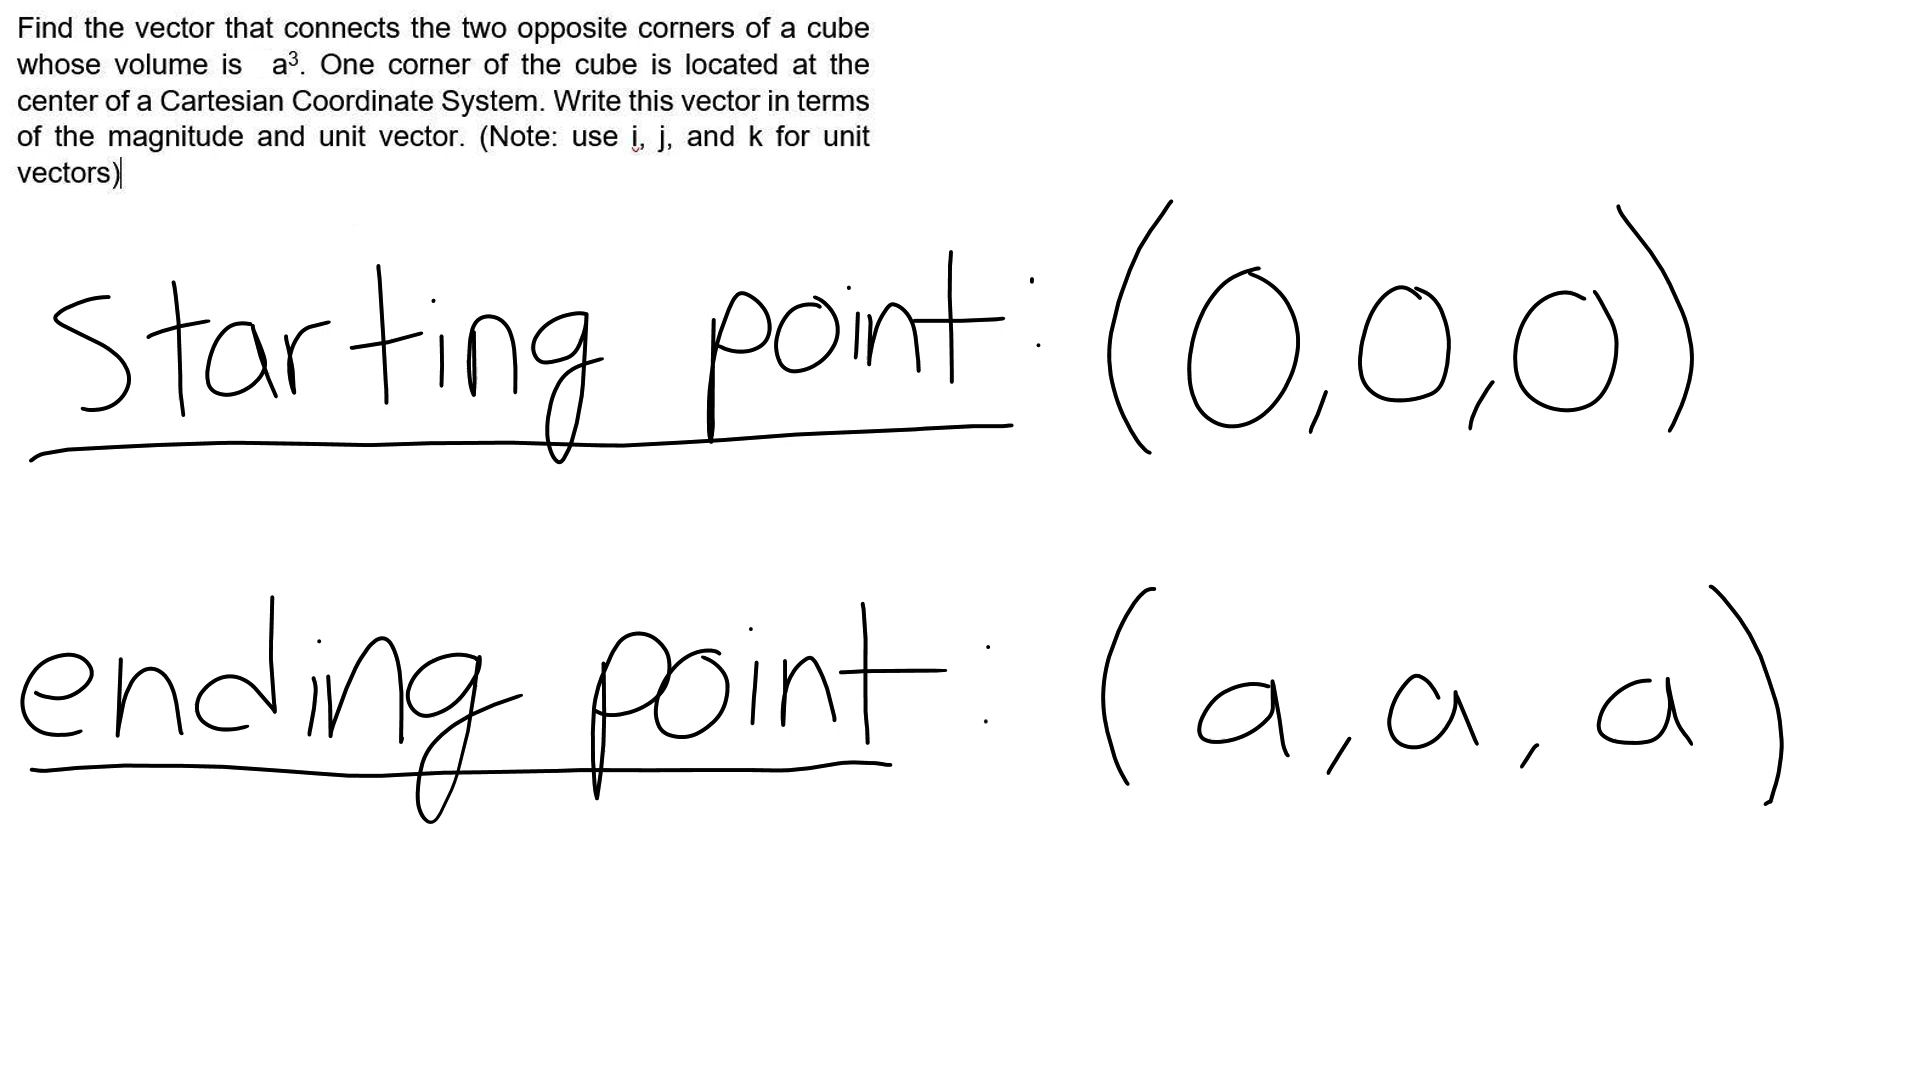 Find the vector that connects the two opposite corners of a cube
whose volume is a³. One corner of the cube is located at the
center of a Cartesian Coordinate System. Write this vector in terms
of the magnitude and unit vector. (Note: use i, j, and k for unit
vectors)
Starting point : (0,0,0)
ending point : (a,a,a)